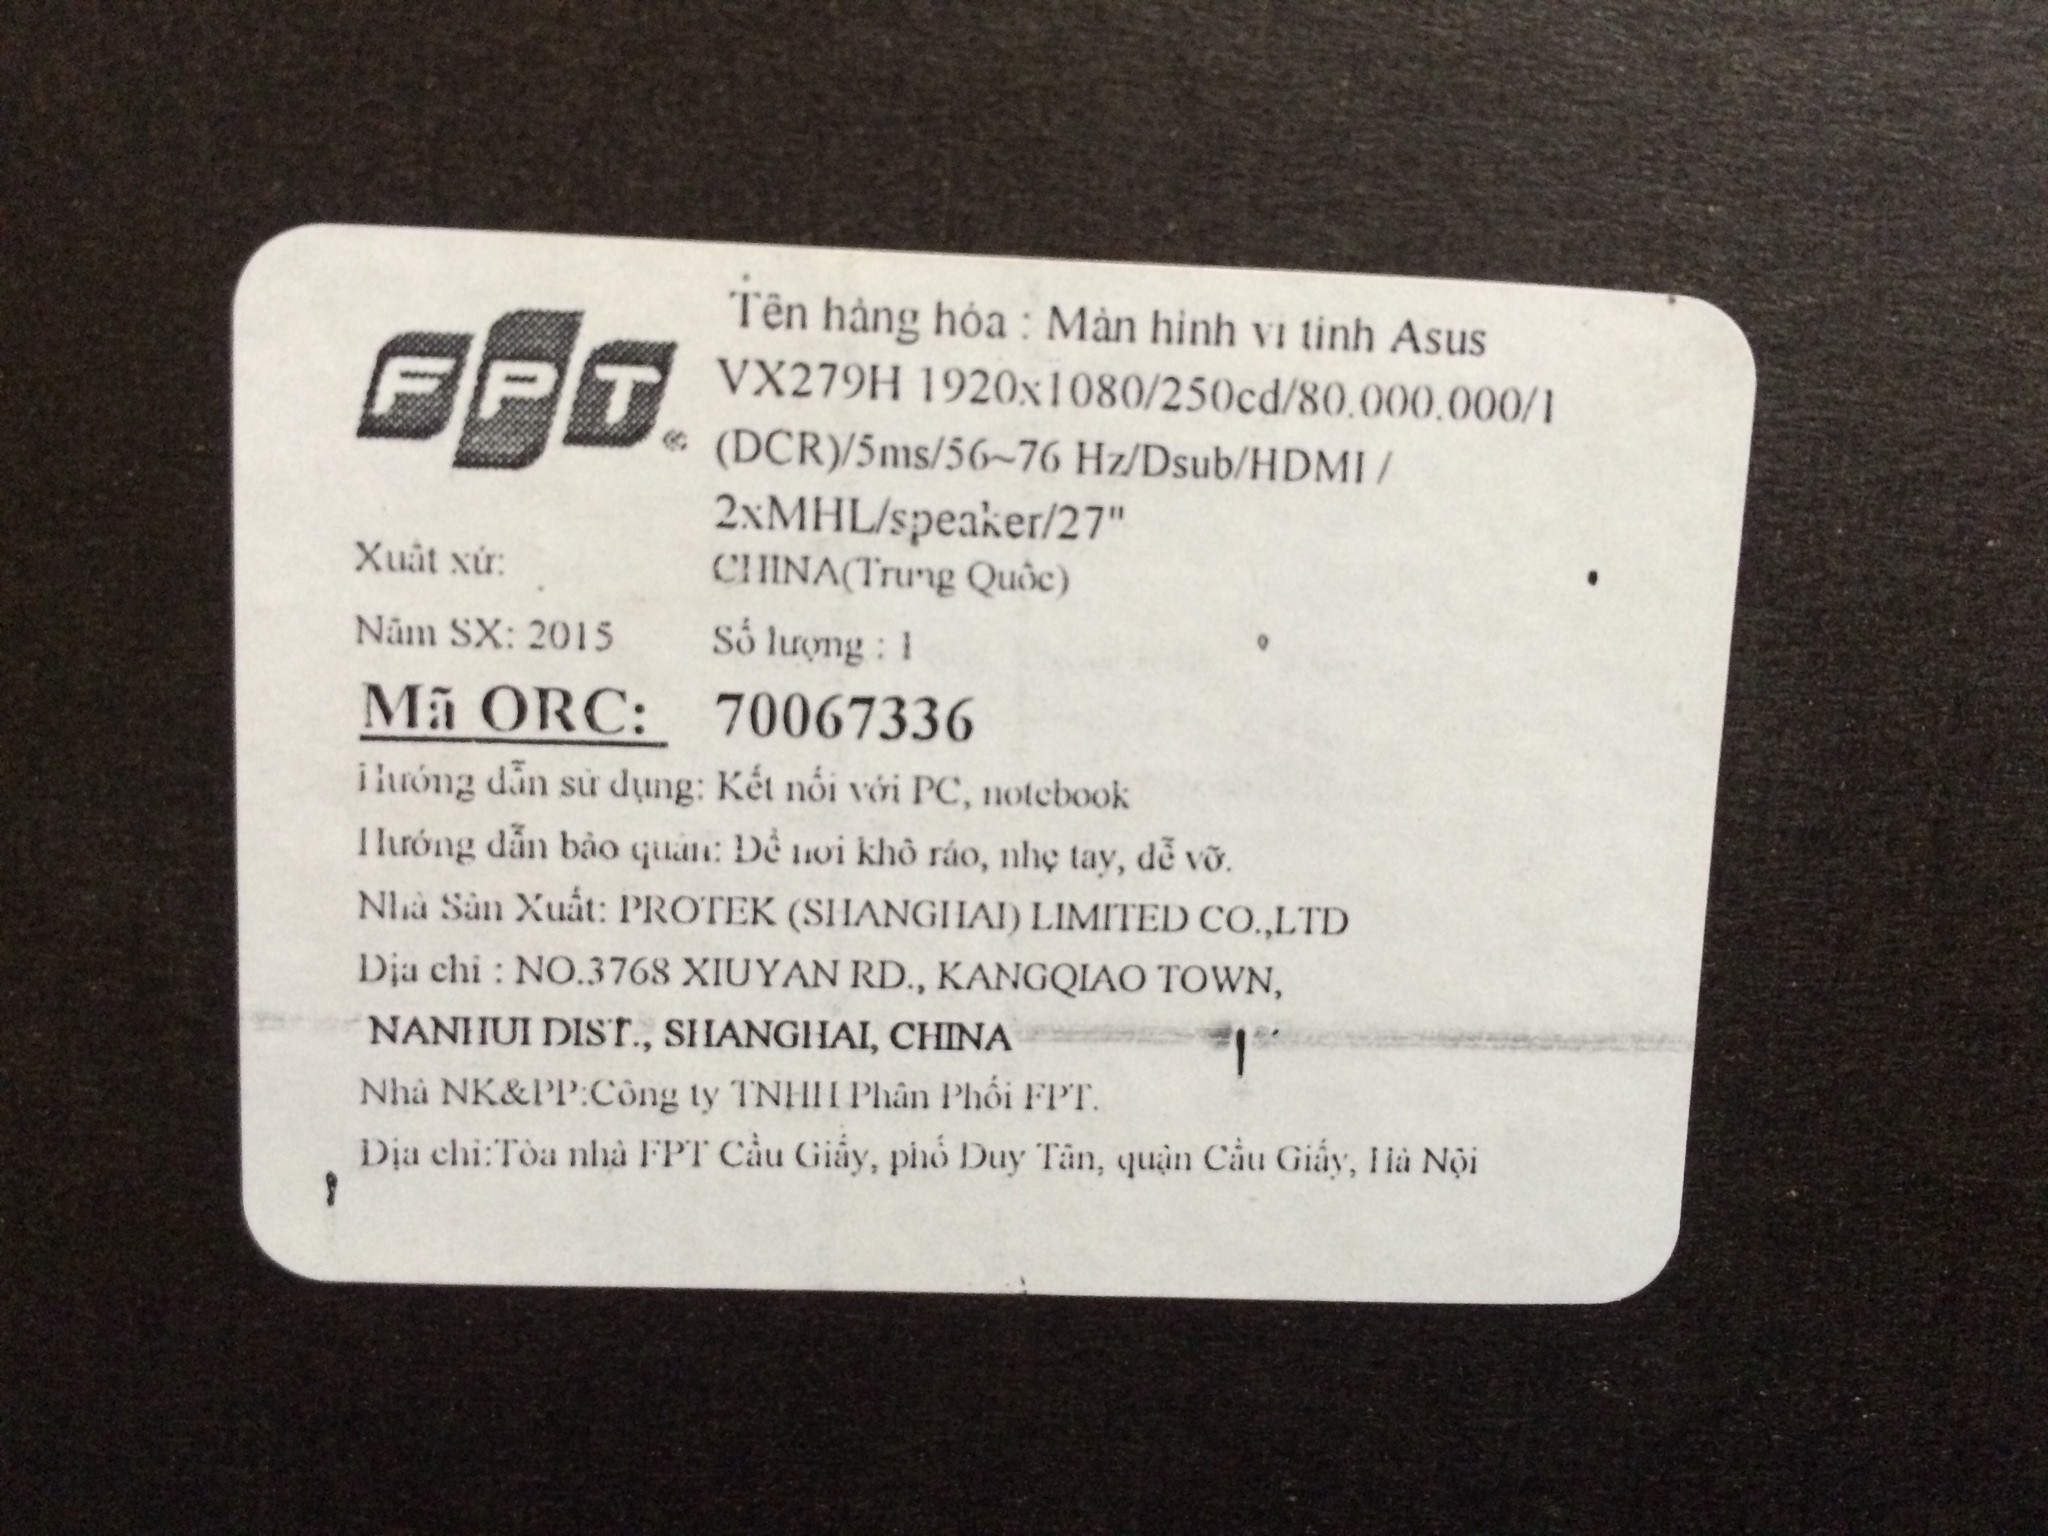 FPT®
Tên hàng hóa : Màn hình vi tính Asus
VX279H 1920x1080/250cd/80.000.000/1
(DCR)/5ms/56~76 Hz/Dsub/HDMI /
2xMHL/speaker/27"
Xuất xứ: CHINA(Trung Quốc)
Năm SX: 2015 Số lượng : 1
Mã ORC: 70067336
Hướng dẫn sử dụng: Kết nối với PC, notebook
Hướng dẫn bảo quản: Để nơi khô ráo, nhẹ tay, dễ vỡ.
Nhà Sản Xuất: PROTEK (SHANGHAI) LIMITED CO.,LTD
Địa chỉ : NO.3768 XIUYAN RD., KANGQIAO TOWN,
NANHUI DIST., SHANGHAI, CHINA
Nhà NK&PP:Công ty TNHH Phân Phối FPT.
Địa chỉ:Tòa nhà FPT Cầu Giấy, phố Duy Tân, quận Cầu Giấy, Hà Nội